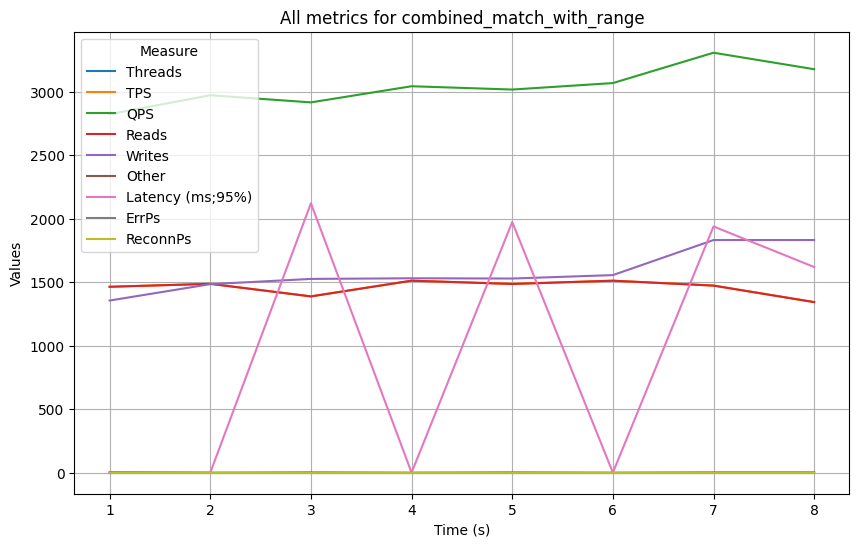 All metrics for combined_match_with_range
Measure
Threads
TPS
QPS
Reads
Writes
Other
Latency (ms;95%)
ErrPs
ReconnPs
Values
3000
2500
2000
1500
1000
500
0
1 2 3 4 5 6 7 8
Time (s)